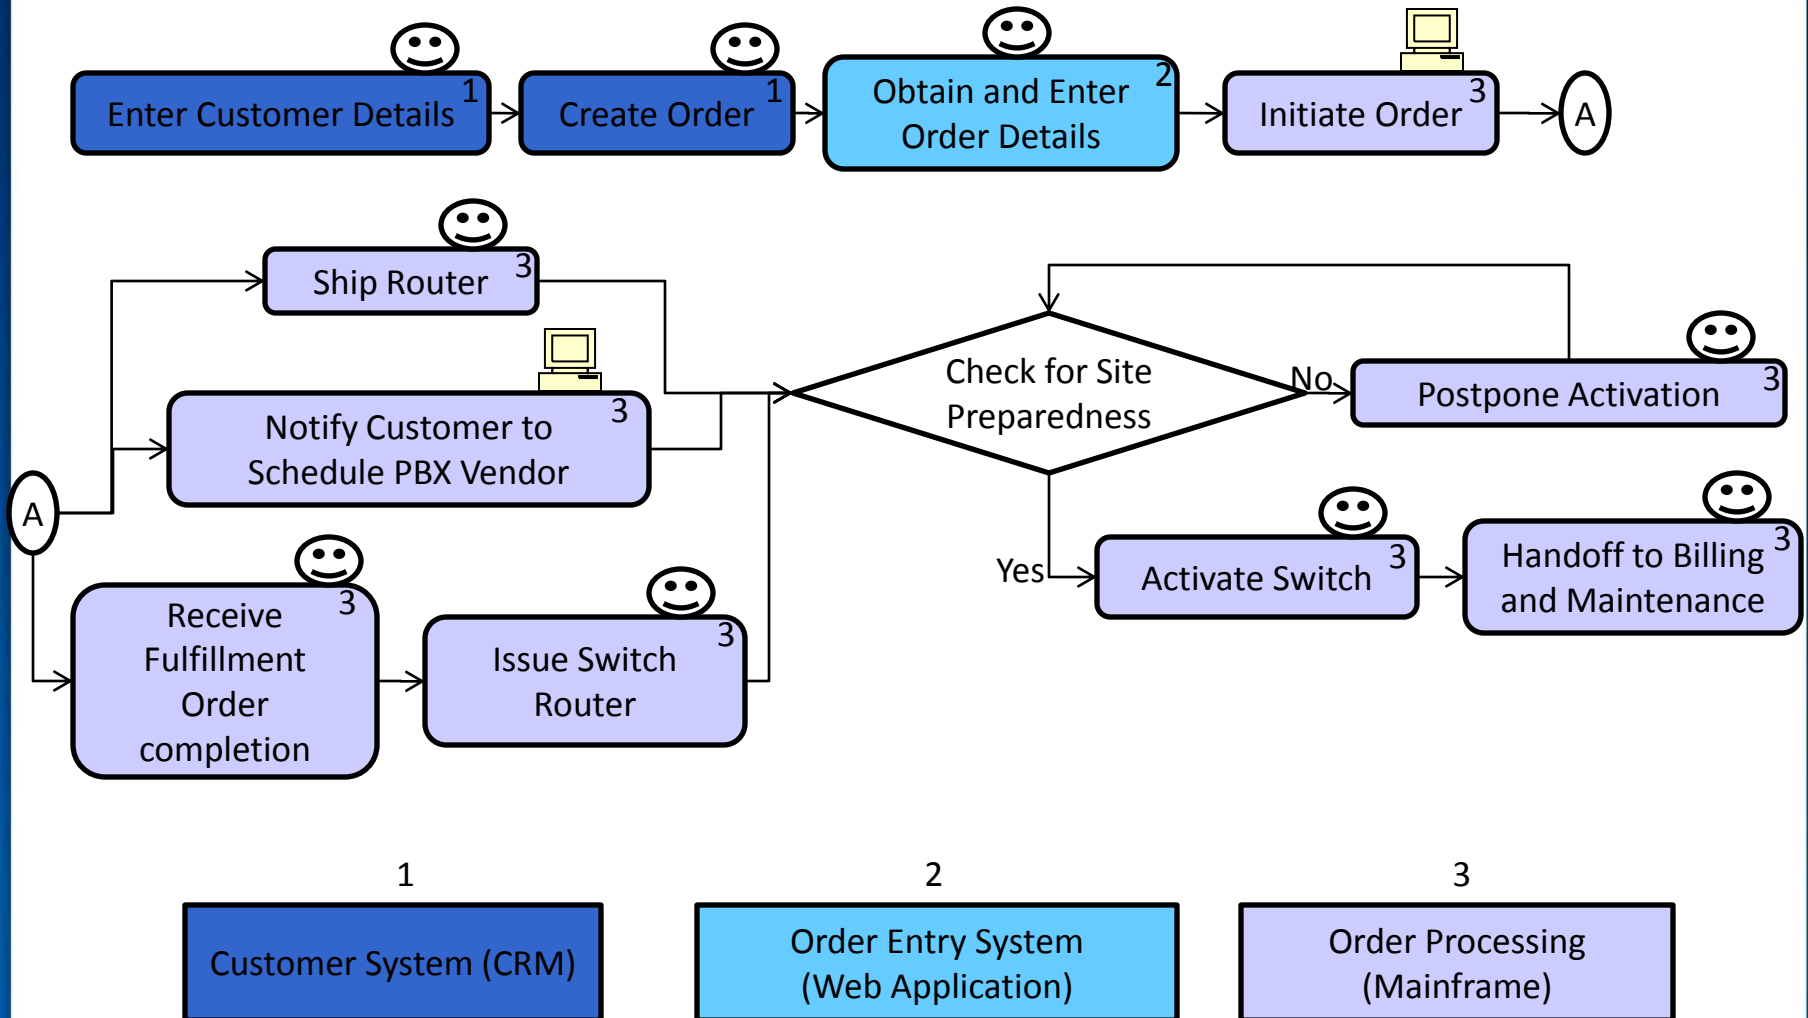 Enter Customer Details
1
Create Order
1
Obtain and Enter
Order Details
2
Initiate Order
3
A
Ship Router
3
Notify Customer to
Schedule PBX Vendor
3
A
Receive
Fulfillment
Order
completion
3
Issue Switch
Router
3
Check for Site
Preparedness
No
Postpone Activation
3
Yes
Activate Switch
3
Handoff to Billing
and Maintenance
3
1
Customer System (CRM)
2
Order Entry System
(Web Application)
3
Order Processing
(Mainframe)